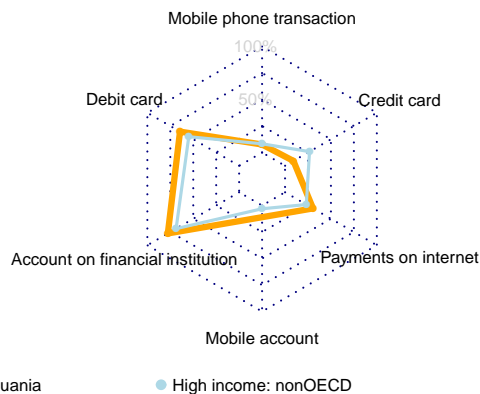 Mobile phone transaction
100%
50%
Debit card
Credit card
Account on financial institution
Payments on internet
Mobile account
uania
High income: nonOECD